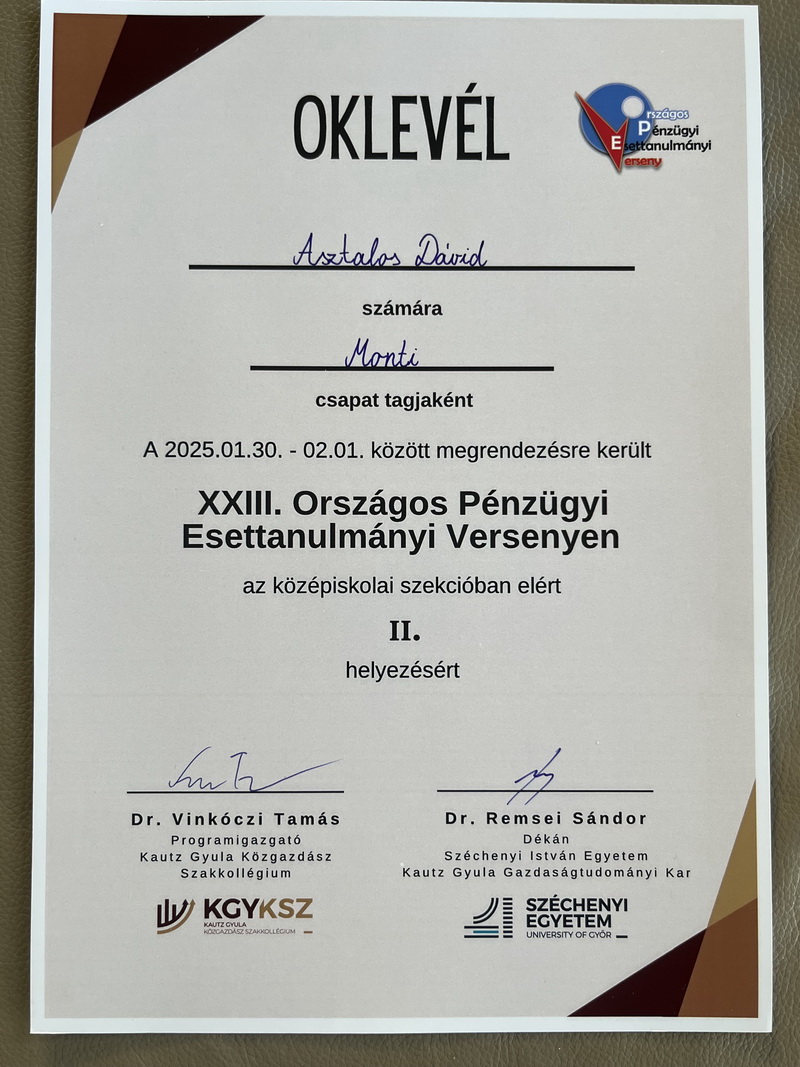 OKLEVÉL
Országos
Pénzügyi
Esettanulmányi
Verseny
Asztalos Dávid
számára
Monti
csapat tagjaként
A 2025.01.30. - 02.01. között megrendezésre került
XXIII. Országos Pénzügyi
Esettanulmányi Versenyen
az középiskolai szekcióban elért
II.
helyezésért
Dr. Vinkóczi Tamás
Programigazgató
Kautz Gyula Közgazdász
Szakkollégium
KGYKSZ
KAUTZ GYULA
KÖZGAZDÁSZ SZAKKOLLÉGIUM
Dr. Remsei Sándor
Dékán
Széchenyi István Egyetem
Kautz Gyula Gazdaságtudományi Kar
SZÉCHENYI
EGYETEM
UNIVERSITY OF GYŐR